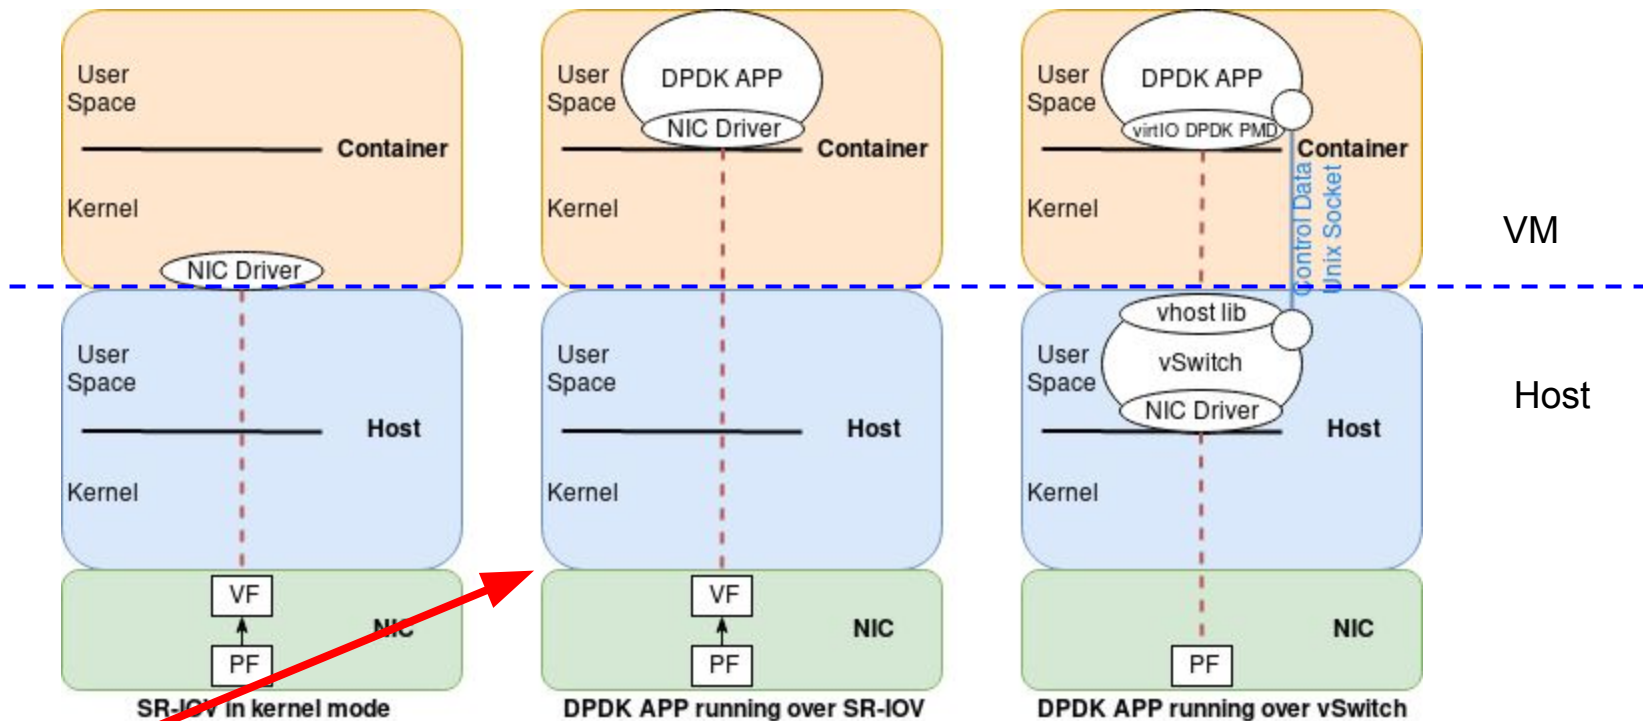 User
Space
Container
Kernel
NIC Driver
User
Space
Host
Kernel
VF
NIC
PF
SR-IOV in kernel mode
User
Space
DPDK APP
NIC Driver
Container
Kernel
User
Space
Host
Kernel
VF
NIC
PF
DPDK APP running over SR-IOV
User
Space
DPDK APP
virtIO DPDK PMD
Container
Kernel
Control Data
Unix Socket
vhost lib
User
Space
vSwitch
NIC Driver
Host
Kernel
NIC
PF
DPDK APP running over vSwitch
VM
Host